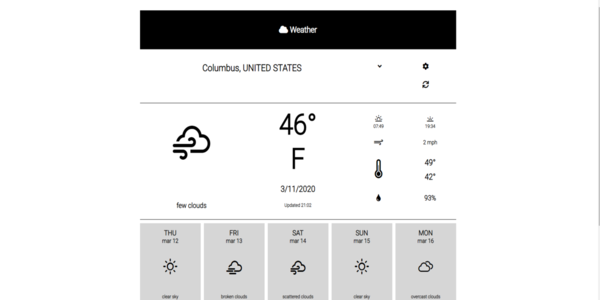 Weather
Columbus, UNITED STATES
46°
F
3/11/2020
Updated 21:02
few clouds
07:49
19:34
2 mph
49°
42°
93%
THU
mar 12
clear sky
FRI
mar 13
broken clouds
SAT
mar 14
scattered clouds
SUN
mar 15
clear sky
MON
mar 16
overcast clouds